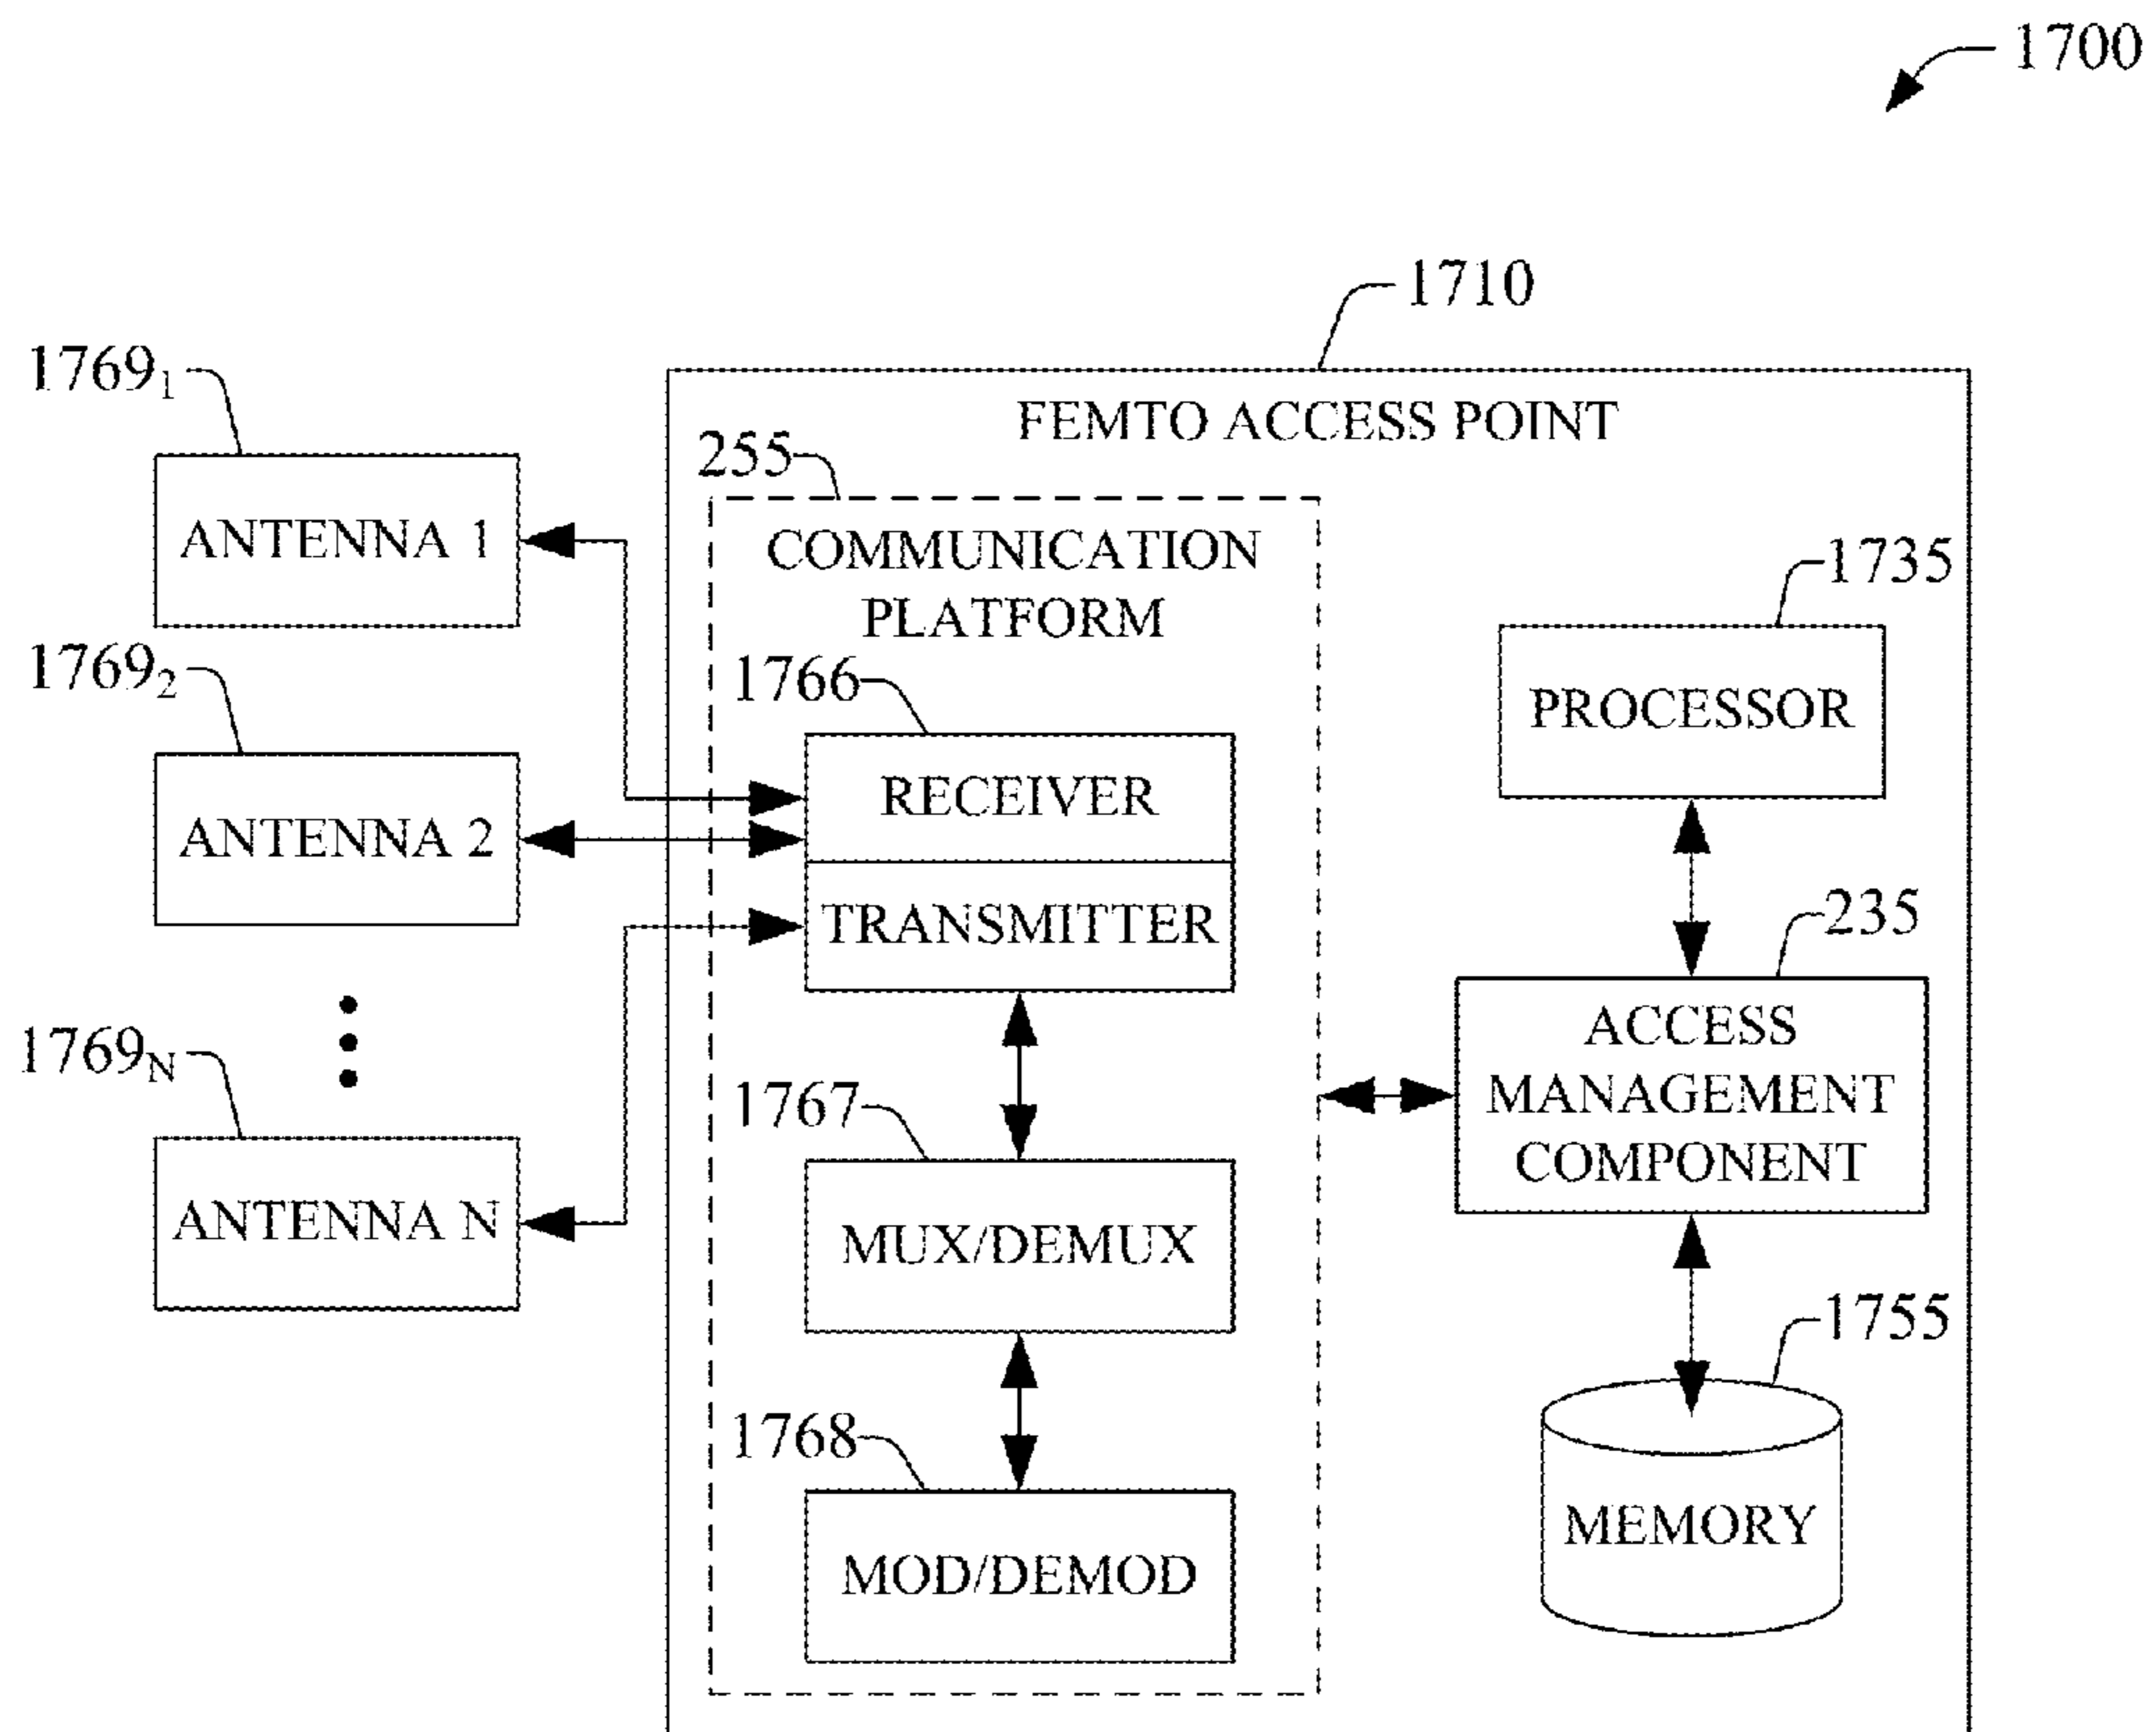 1700
1710
1769₁
FEMTO ACCESS POINT
255
ANTENNA 1
COMMUNICATION
PLATFORM
1735
1769₂
1766
PROCESSOR
RECEIVER
ANTENNA 2
TRANSMITTER
235
ACCESS
MANAGEMENT
COMPONENT
1769N
1767
ANTENNA N
MUX/DEMUX
1755
1768
MEMORY
MOD/DEMOD